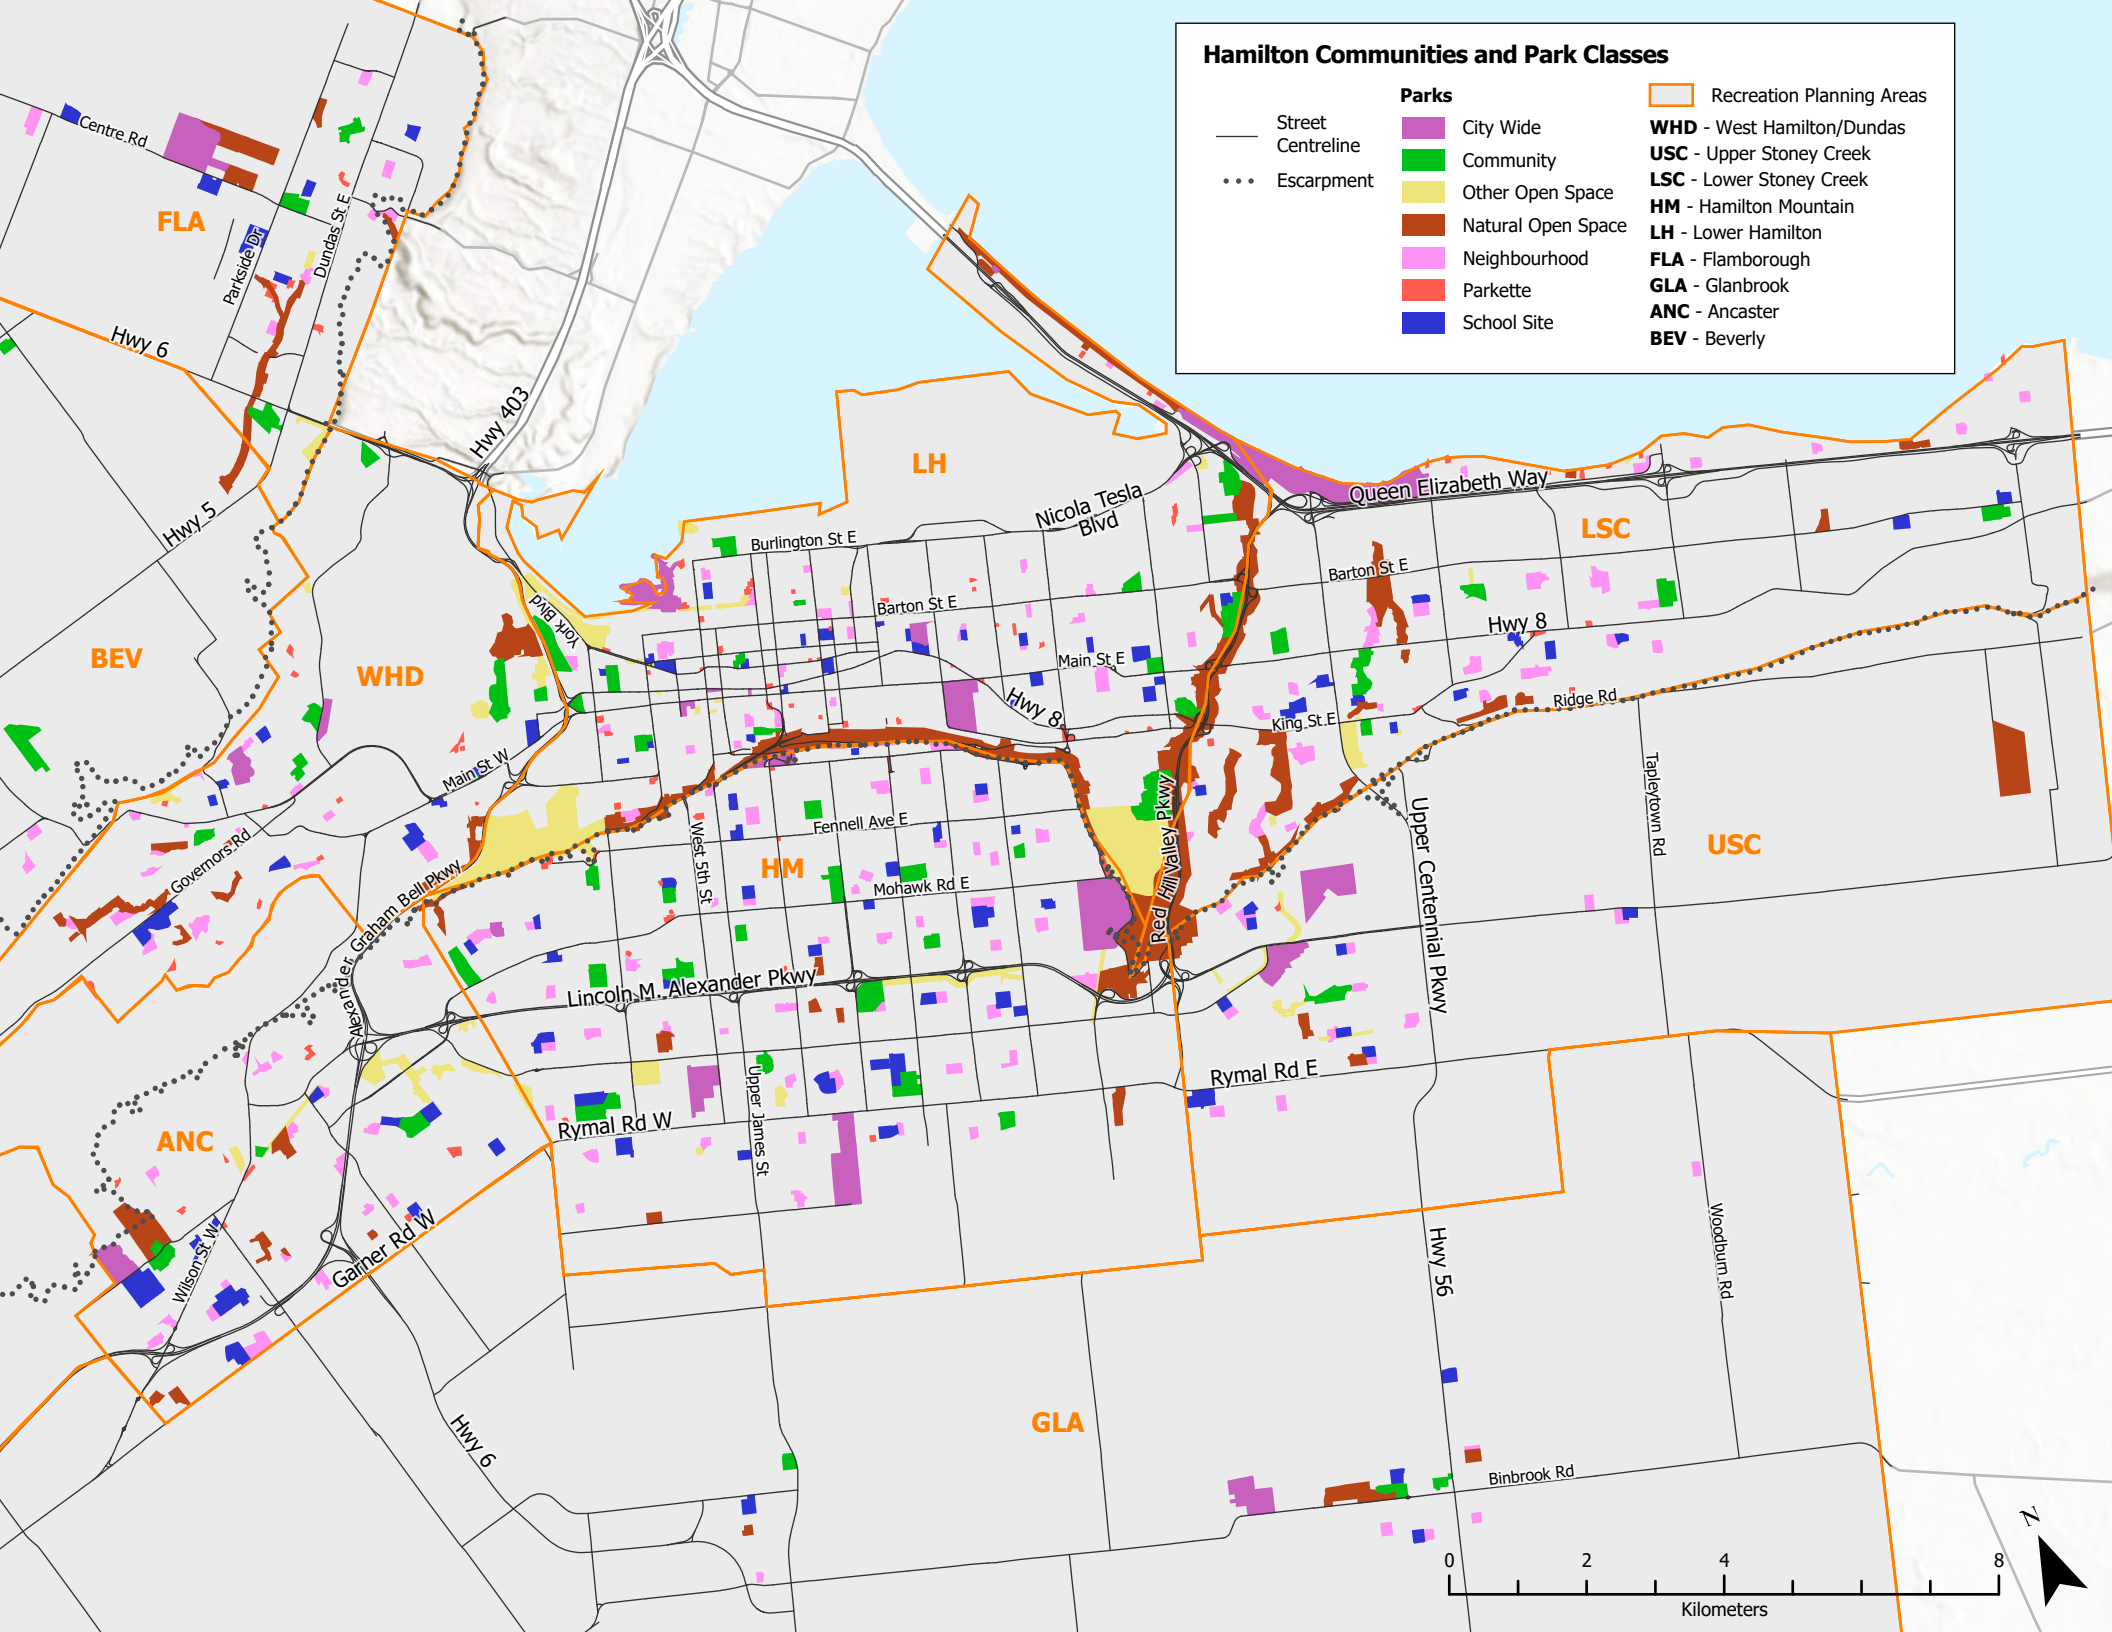 Hamilton Communities and Park Classes
Street
Centreline
Escarpment
Parks
City Wide
Community
Other Open Space
Natural Open Space
Neighbourhood
Parkette
School Site
Recreation Planning Areas
WHD - West Hamilton/Dundas
USC - Upper Stoney Creek
LSC - Lower Stoney Creek
HM - Hamilton Mountain
LH - Lower Hamilton
FLA - Flamborough
GLA - Glanbrook
ANC - Ancaster
BEV - Beverly
Centre Rd
FLA
Parkside Dr
Dundas St E
Hwy 6
Hwy 403
Hwy 5
LH
Nicola Tesla
Blvd
Queen Elizabeth Way
LSC
Burlington St E
Barton St E
Barton St E
York Blvd
Hwy 8
BEV
WHD
Main St E
Hwy 8
King St E
Ridge Rd
Main St W
Tapleytown Rd
Governors Rd
West 5th St
Fennell Ave E
HM
Mohawk Rd E
Red Hill Valley Pkwy
Upper Centennial Pkwy
USC
Alexander Graham Bell Pkwy
Lincoln M. Alexander Pkwy
ANC
Rymal Rd W
Upper James St
Rymal Rd E
Wilson St W
Garner Rd W
Hwy 56
Woodburn Rd
Hwy 6
GLA
Binbrook Rd
N
0 2 4 8
Kilometers